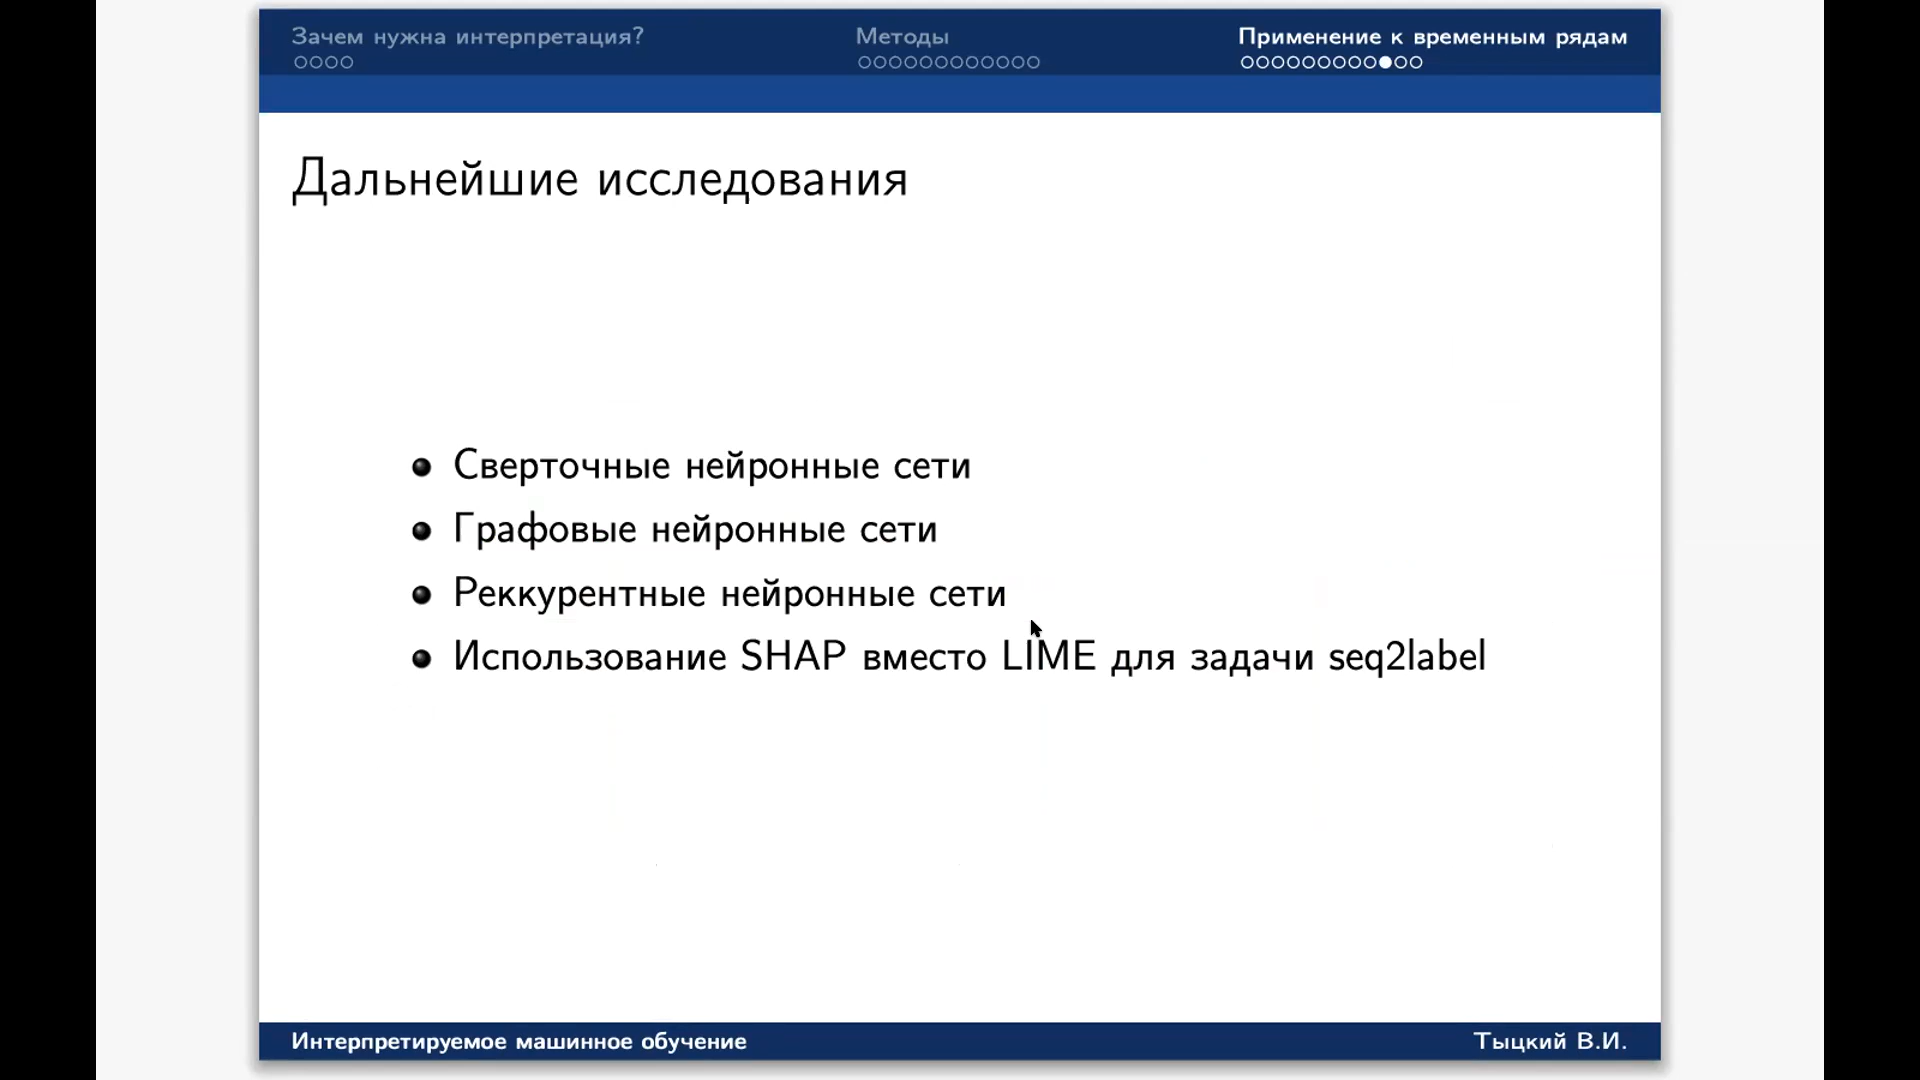 Зачем нужна интерпретация?
Методы
Применение к временным рядам
Дальнейшие исследования
Сверточные нейронные сети
Графовые нейронные сети
Реккурентные нейронные сети
Использование SHAP вместо LIME для задачи seq2label
Интерпретируемое машинное обучение
Тыцкий В.И.